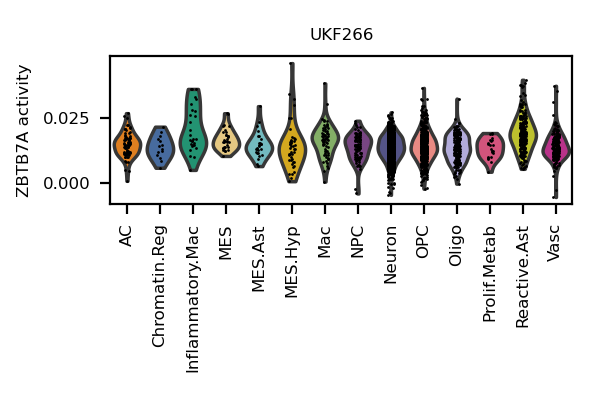 UKF266
ZBTB7A activity
0.025
0.000
AC
Chromatin.Reg
Inflammatory.Mac
MES
MES.Ast
MES.Hyp
Mac
NPC
Neuron
OPC
Oligo
Prolif.Metab
Reactive.Ast
Vasc